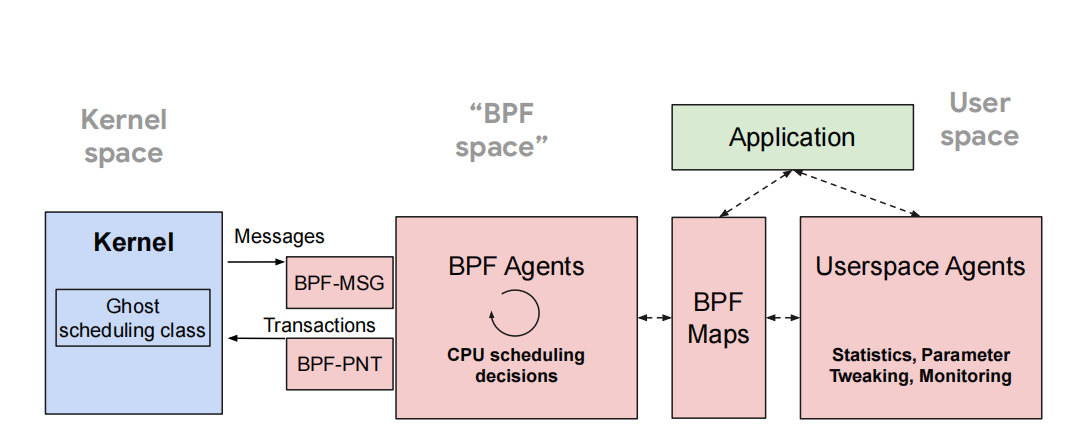 Kernel
space
“BPF
space”
User
space
Application
Kernel
Ghost
scheduling class
Messages
BPF-MSG
Transactions
BPF-PNT
BPF Agents
CPU scheduling
decisions
BPF
Maps
Userspace Agents
Statistics, Parameter
Tweaking, Monitoring